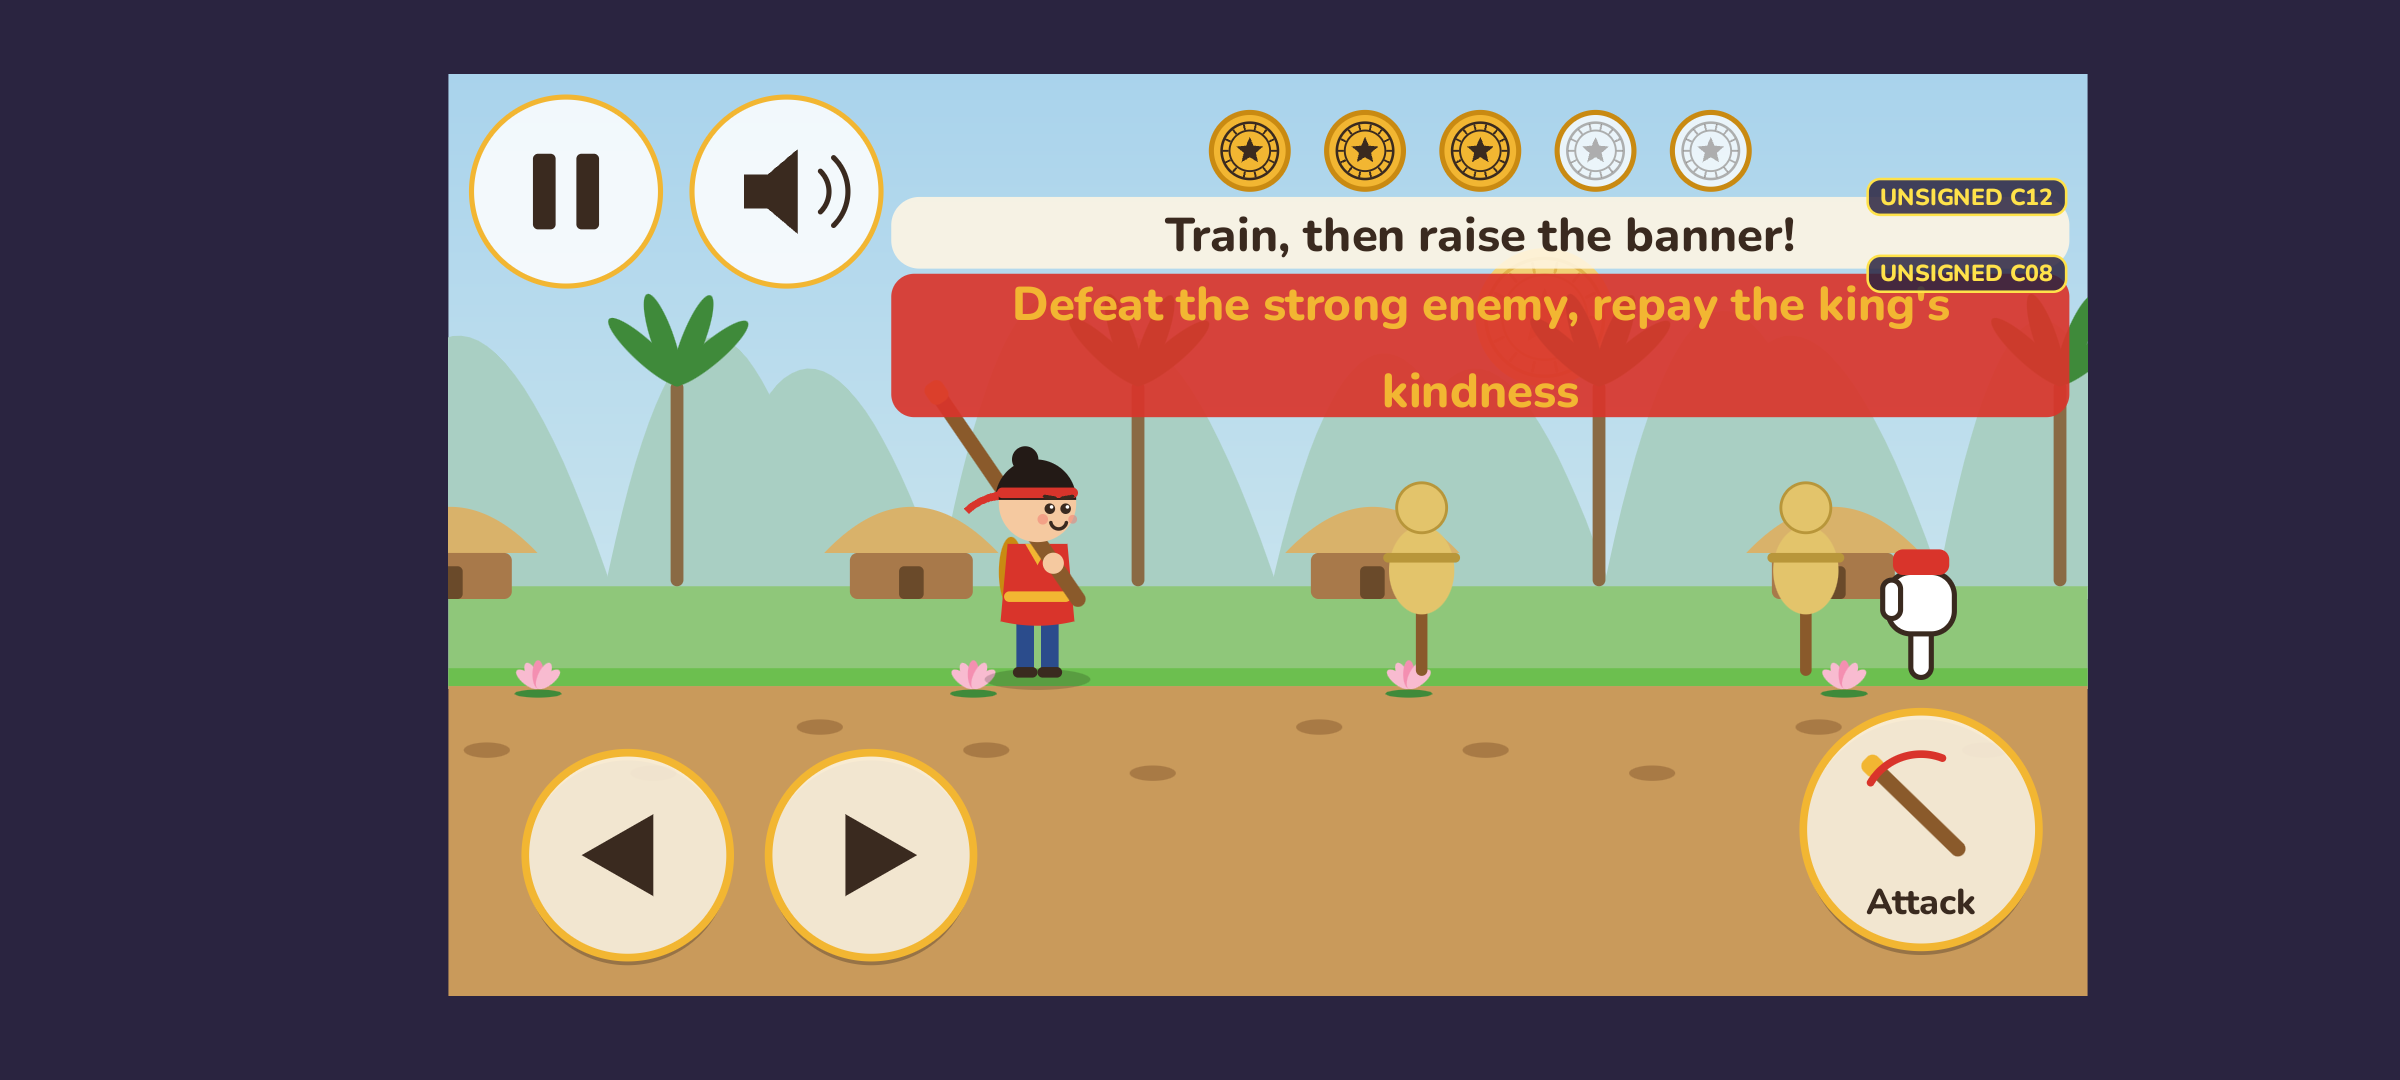 UNSIGNED C12
Train, then raise the banner!
UNSIGNED C08
Defeat the strong enemy, repay the king's
kindness
Attack